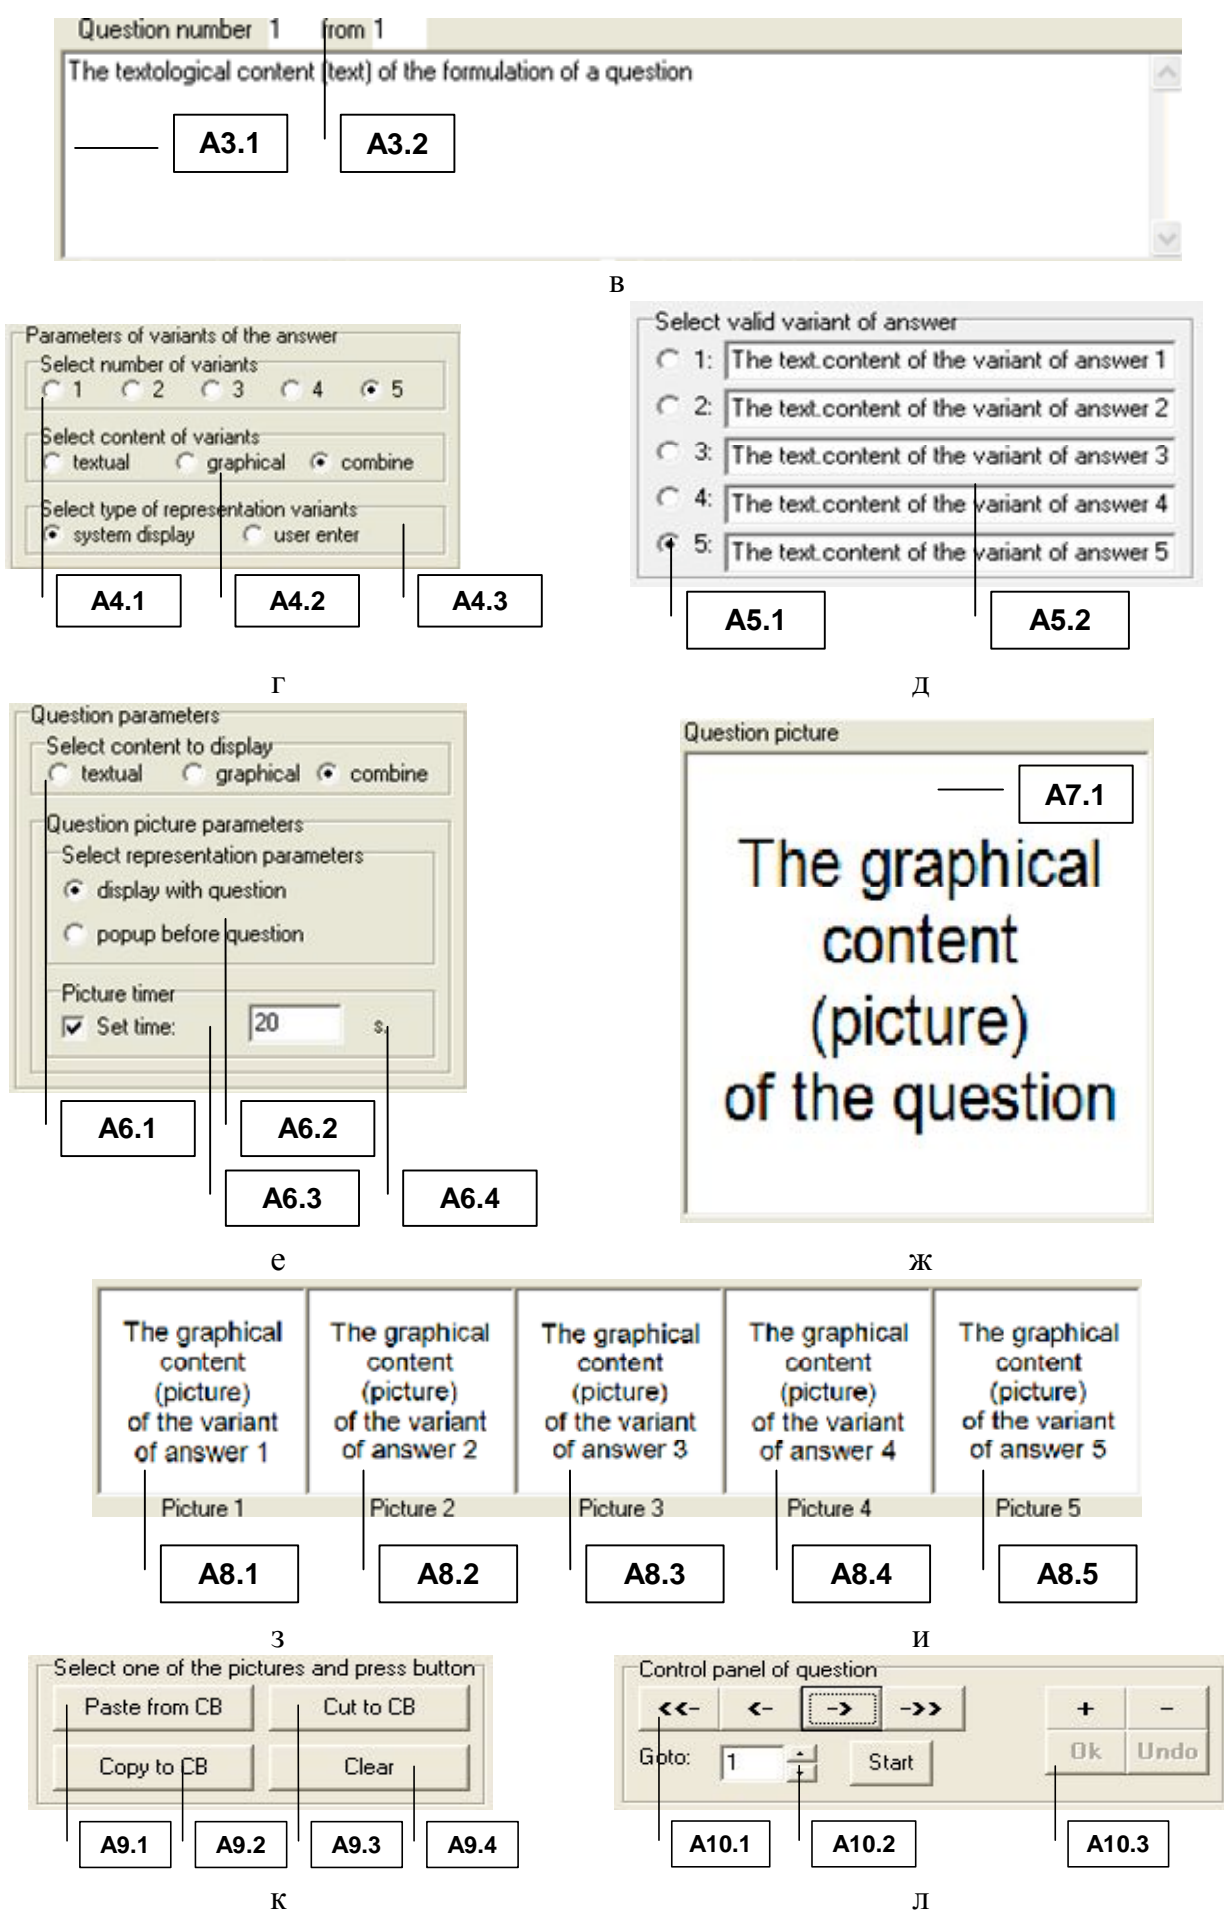 Question number 1 from 1
The textological content (text) of the formulation of a question
A3.1 A3.2
в
Parameters of variants of the answer
Select number of variants
1 2 3 4 5
Select content of variants
textual graphical combine
Select type of representation variants
system display user enter
A4.1 A4.2 A4.3
г
Select valid variant of answer
1: The text.content of the variant of answer 1
2: The text.content of the variant of answer 2
3: The text.content of the variant of answer 3
4: The text.content of the variant of answer 4
5: The text.content of the variant of answer 5
A5.1 A5.2
д
Question parameters
Select content to display
textual graphical combine
Question picture parameters
Select representation parameters
display with question
popup before question
Picture timer
Set time: 20 s.
A6.1 A6.2
A6.3 A6.4
е
Question picture
A7.1
The graphical
content
(picture)
of the question
ж
The graphical
content
(picture)
of the variant
of answer 1
Picture 1
The graphical
content
(picture)
of the variant
of answer 2
Picture 2
The graphical
content
(picture)
of the variant
of answer 3
Picture 3
The graphical
content
(picture)
of the variant
of answer 4
Picture 4
The graphical
content
(picture)
of the variant
of answer 5
Picture 5
A8.1 A8.2 A8.3 A8.4 A8.5
з и
Select one of the pictures and press button
Paste from CB Cut to CB
Copy to CB Clear
A9.1 A9.2 A9.3 A9.4
к
Control panel of question
<<- <- -> ->> + -
Goto: 1 Start Ok Undo
A10.1 A10.2 A10.3
л